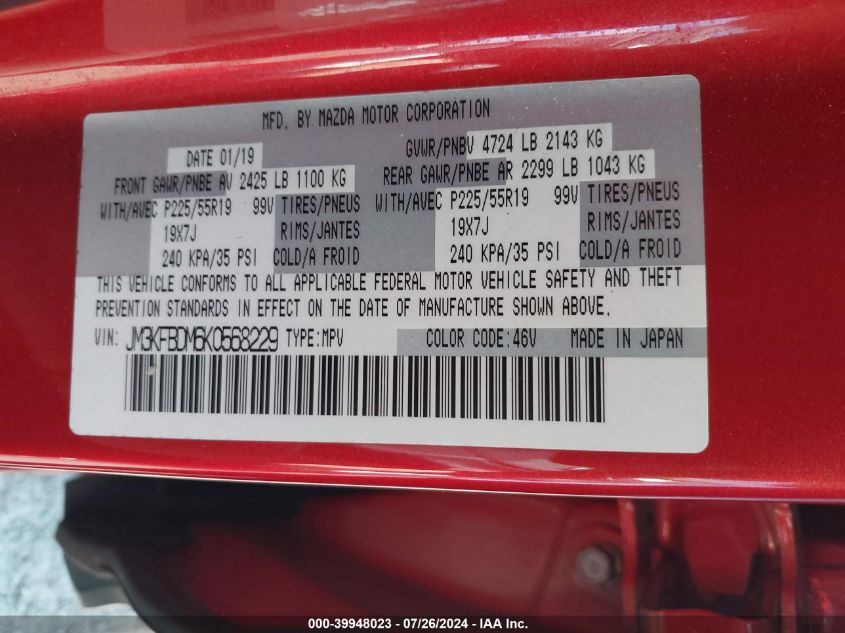 MFD. BY MAZDA MOTOR CORPORATION
DATE 01/19 GVWR/PNBV 4724 LB 2143 KG
FRONT GAWR/PNBE AV 2425 LB 1100 KG REAR GAWR/PNBE AR 2299 LB 1043 KG
WITH/AVEC P225/55R19 99V TIRES/PNEUS WITH/AVEC P225/55R19 99V TIRES/PNEUS
19X7J RIMS/JANTES 19X7J RIMS/JANTES
240 KPA/35 PSI COLD/A FROID 240 KPA/35 PSI COLD/A FROID
THIS VEHICLE CONFORMS TO ALL APPLICABLE FEDERAL MOTOR VEHICLE SAFETY AND THEFT
PREVENTION STANDARDS IN EFFECT ON THE DATE OF MANUFACTURE SHOWN ABOVE.
VIN: JM3KFBDM6K0568229 TYPE:MPV COLOR CODE:46V MADE IN JAPAN
000-39948023 / 07/26/2024 - IAA Inc.